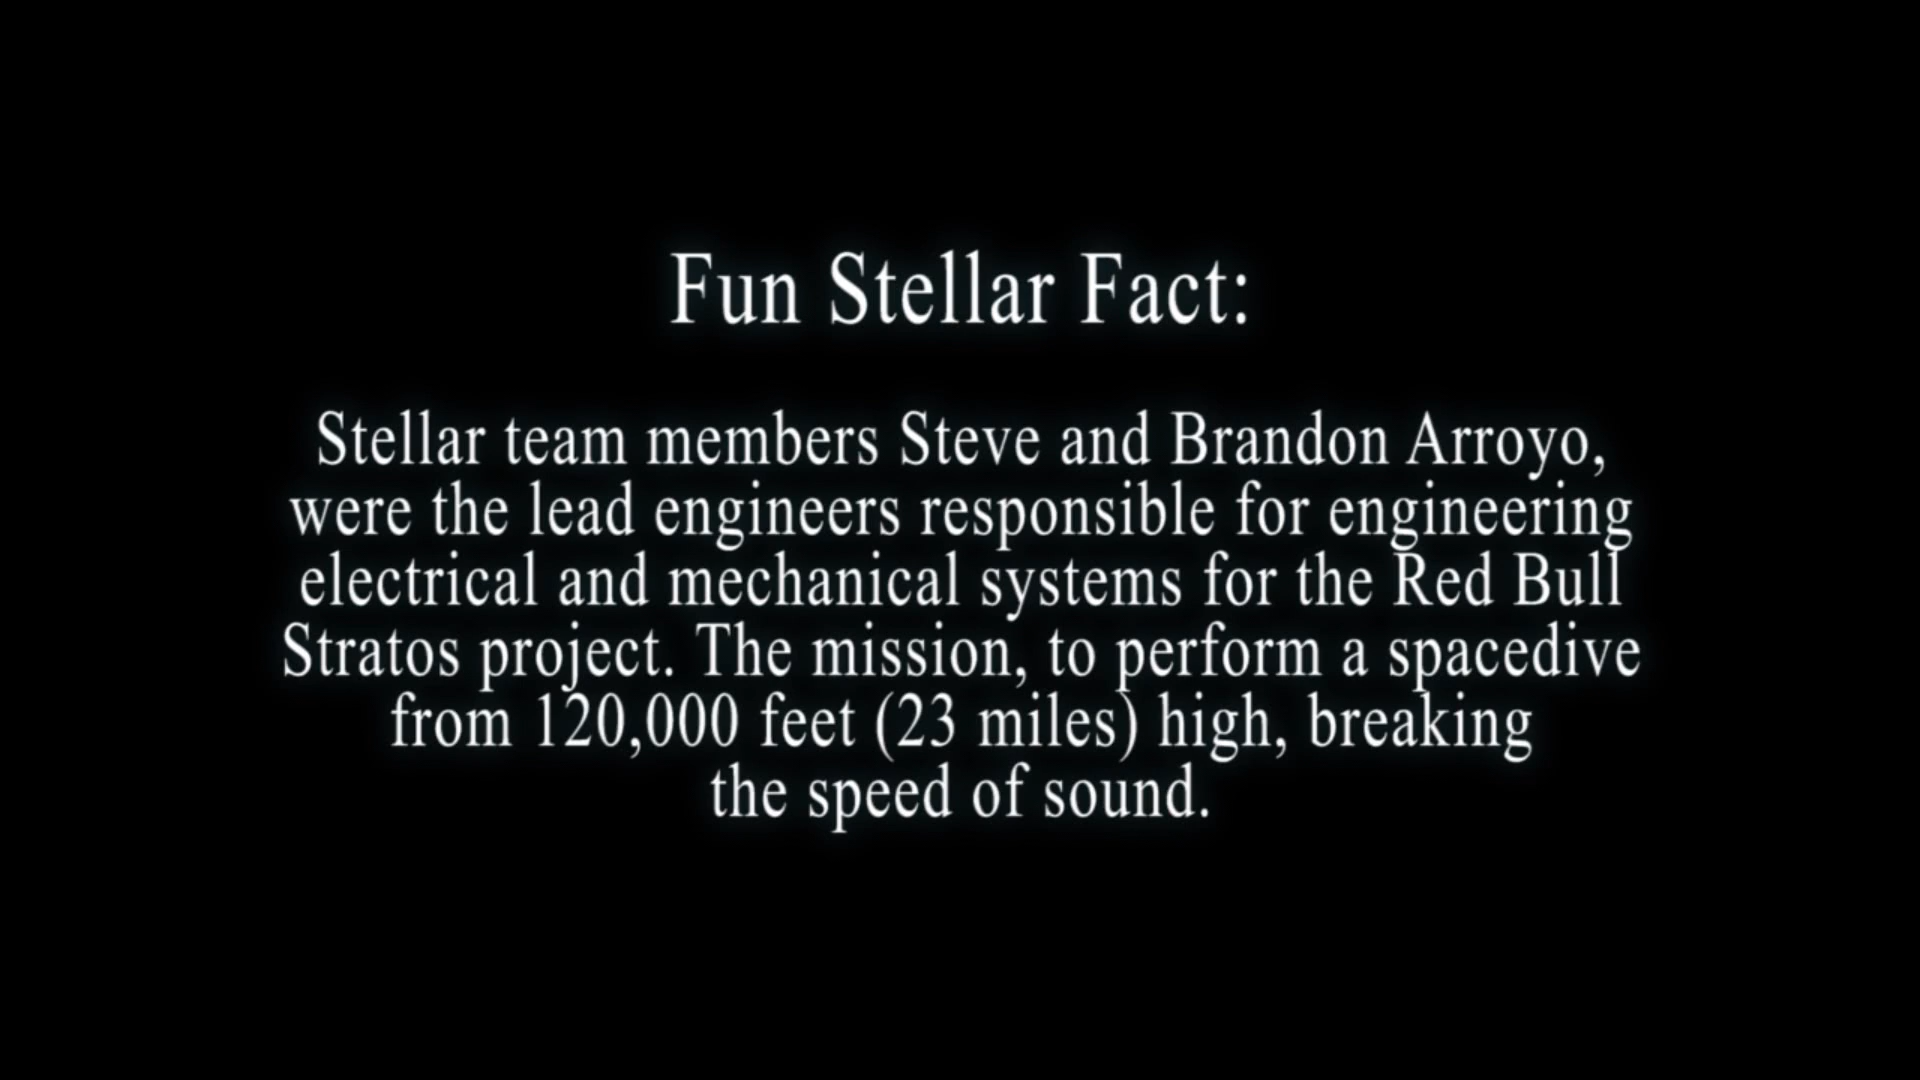 Fun Stellar Fact:
Stellar team members Steve and Brandon Arroyo,
were the lead engineers responsible for engineering
electrical and mechanical systems for the Red Bull
Stratos project. The mission, to perform a spacedive
from 120,000 feet (23 miles) high, breaking
the speed of sound.